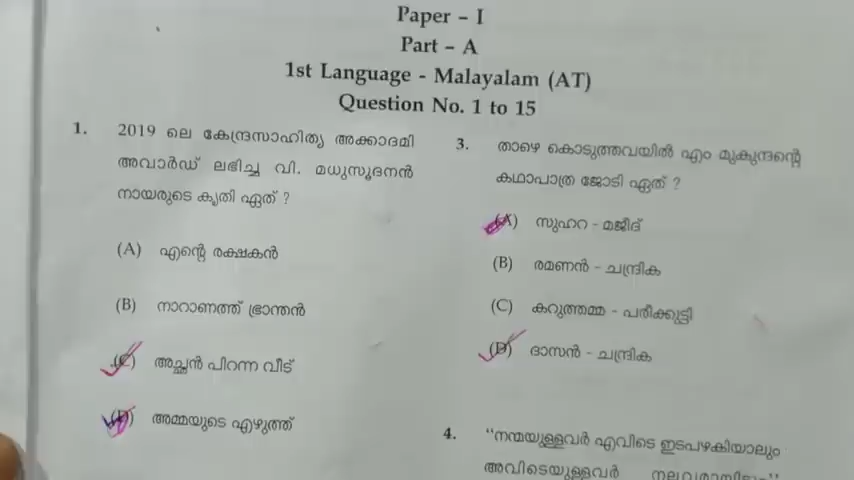 Paper – I
Part – A
1st Language - Malayalam (AT)
Question No. 1 to 15
1. 2019 ലെ കേന്ദ്രസാഹിത്യ അക്കാദമി
അവാർഡ് ലഭിച്ച വി. മധുസൂദനൻ
നായരുടെ കൃതി ഏത് ?
(A) എന്റെ രക്ഷകൻ
(B) നാറാണത്ത് ഭ്രാന്തൻ
(C) അച്ഛൻ പിറന്ന വീട്
(D) അമ്മയുടെ എഴുത്ത്
3. താഴെ കൊടുത്തവയിൽ എം മുകുന്ദന്റെ
കഥാപാത്ര ജോടി ഏത് ?
(A) സുഹറ - മജീദ്
(B) രമണൻ - ചന്ദ്രിക
(C) കറുത്തമ്മ - പരീക്കുട്ടി
(D) ദാസൻ - ചന്ദ്രിക
4. "നന്മയുള്ളവർ എവിടെ ഇടപഴകിയാലും
അവിടെയുള്ളവർ